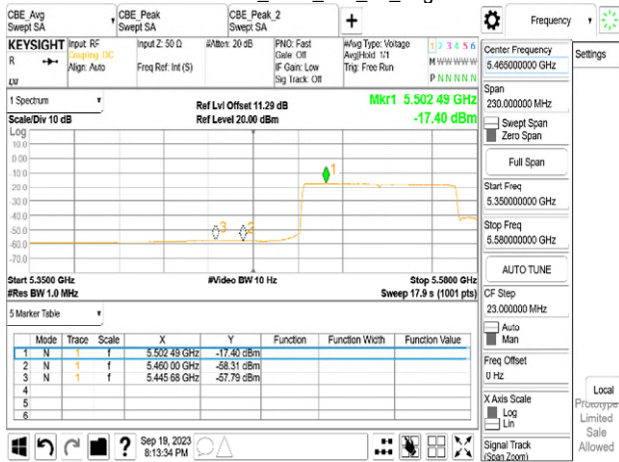 CBE_Avg
Swept SA
CBE_Peak
Swept SA
CBE_Peak_2
Swept SA
+
Frequency
KEYSIGHT
R
Input: RF
Coupling: DC
Align: Auto
Input Z: 50 Ω
Freq Ref: Int (S)
#Atten: 20 dB
PNO: Fast
Gate: Off
IF Gain: Low
Sig Track: Off
#Avg Type: Voltage
Avg|Hold: 1/1
Trig: Free Run
1 2 3 4 5 6
M W W W W W
P N N N N N
1 Spectrum
Scale/Div 10 dB
Ref Lvl Offset 11.29 dB
Ref Level 20.00 dBm
Mkr1 5.502 49 GHz
-17.40 dBm
Log
10.0
0.00
-10.0
-20.0
-30.0
-40.0
-50.0
-60.0
-70.0
1
3
2
Start 5.3500 GHz
#Res BW 1.0 MHz
#Video BW 10 Hz
Stop 5.5800 GHz
Sweep 17.9 s (1001 pts)
5 Marker Table
Mode Trace Scale X Y Function Function Width Function Value
1 N 1 f 5.502 49 GHz -17.40 dBm
2 N 1 f 5.460 00 GHz -58.31 dBm
3 N 1 f 5.445 68 GHz -57.79 dBm
4
5
6
Sep 19, 2023
8:13:34 PM
Center Frequency
5.465000000 GHz
Settings
Span
230.000000 MHz
Swept Span
Zero Span
Full Span
Start Freq
5.350000000 GHz
Stop Freq
5.580000000 GHz
AUTO TUNE
CF Step
23.000000 MHz
Auto
Man
Freq Offset
0 Hz
X Axis Scale
Log
Lin
Signal Track
(Span Zoom)
Local
Prototype
Limited
Sale
Allowed